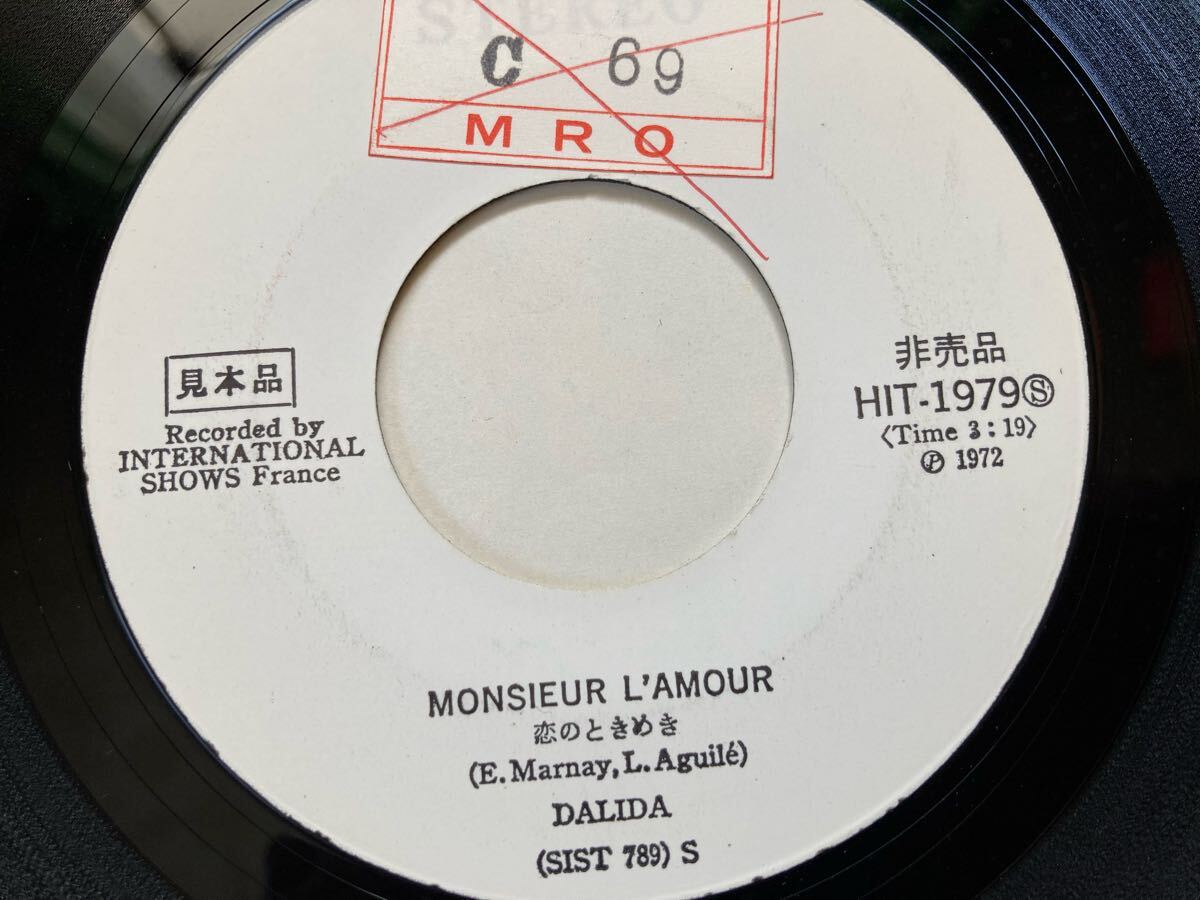 STEREO
C 69
MRO
見本品
Recorded by
INTERNATIONAL
SHOWS France
非売品
HIT-1979Ⓢ
〈Time 3:19〉
Ⓟ 1972
MONSIEUR L'AMOUR
恋のときめき
(E. Marnay, L. Aguilé)
DALIDA
(SIST 789) S